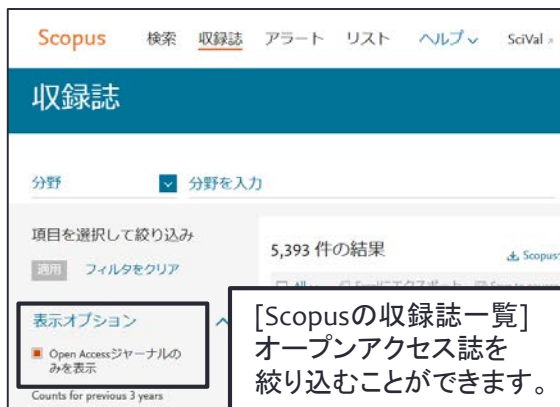 Scopus 検索 収録誌 アラート リスト ヘルプ SciVal
収録誌
分野 分野を入力
項目を選択して絞り込み
適用 フィルタをクリア
5,393 件の結果
表示オプション
Open Accessジャーナルの
みを表示
Counts for previous 3 years
[Scopusの収録誌一覧]
オープンアクセス誌を
絞り込むことができます。